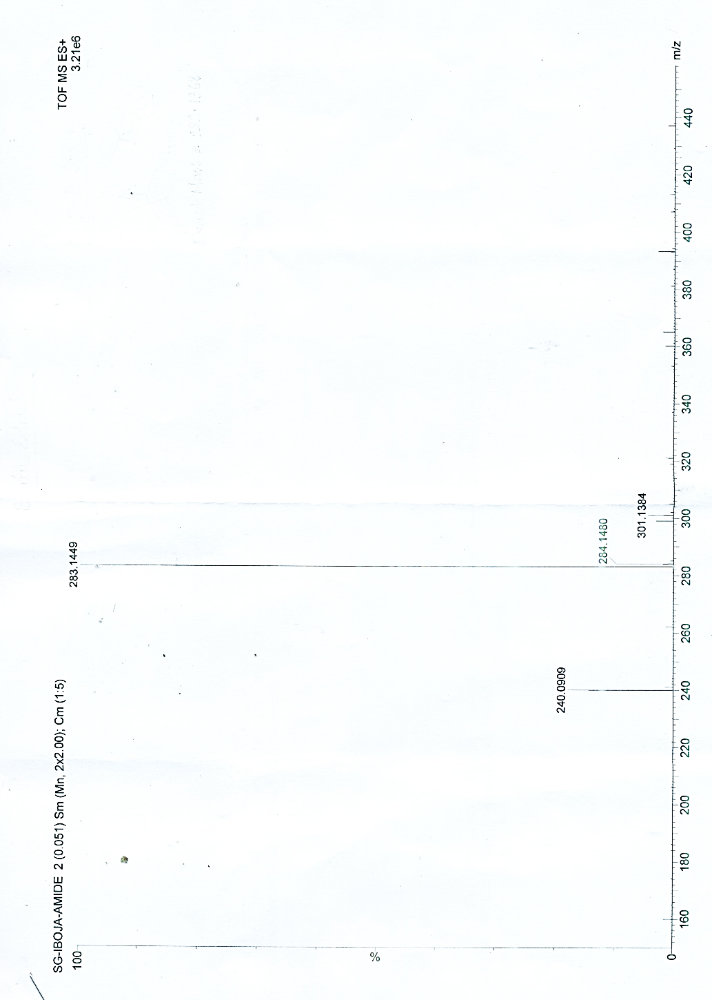 SG-IBOJA-AMIDE 2 (0.051) Sm (Mn, 2x2.00); Cm (1:5)
TOF MS ES+
3.21e6
100
283.1449
240.0909
284.1480
301.1384
%
0
160 180 200 220 240 260 280 300 320 340 360 380 400 420 440
m/z